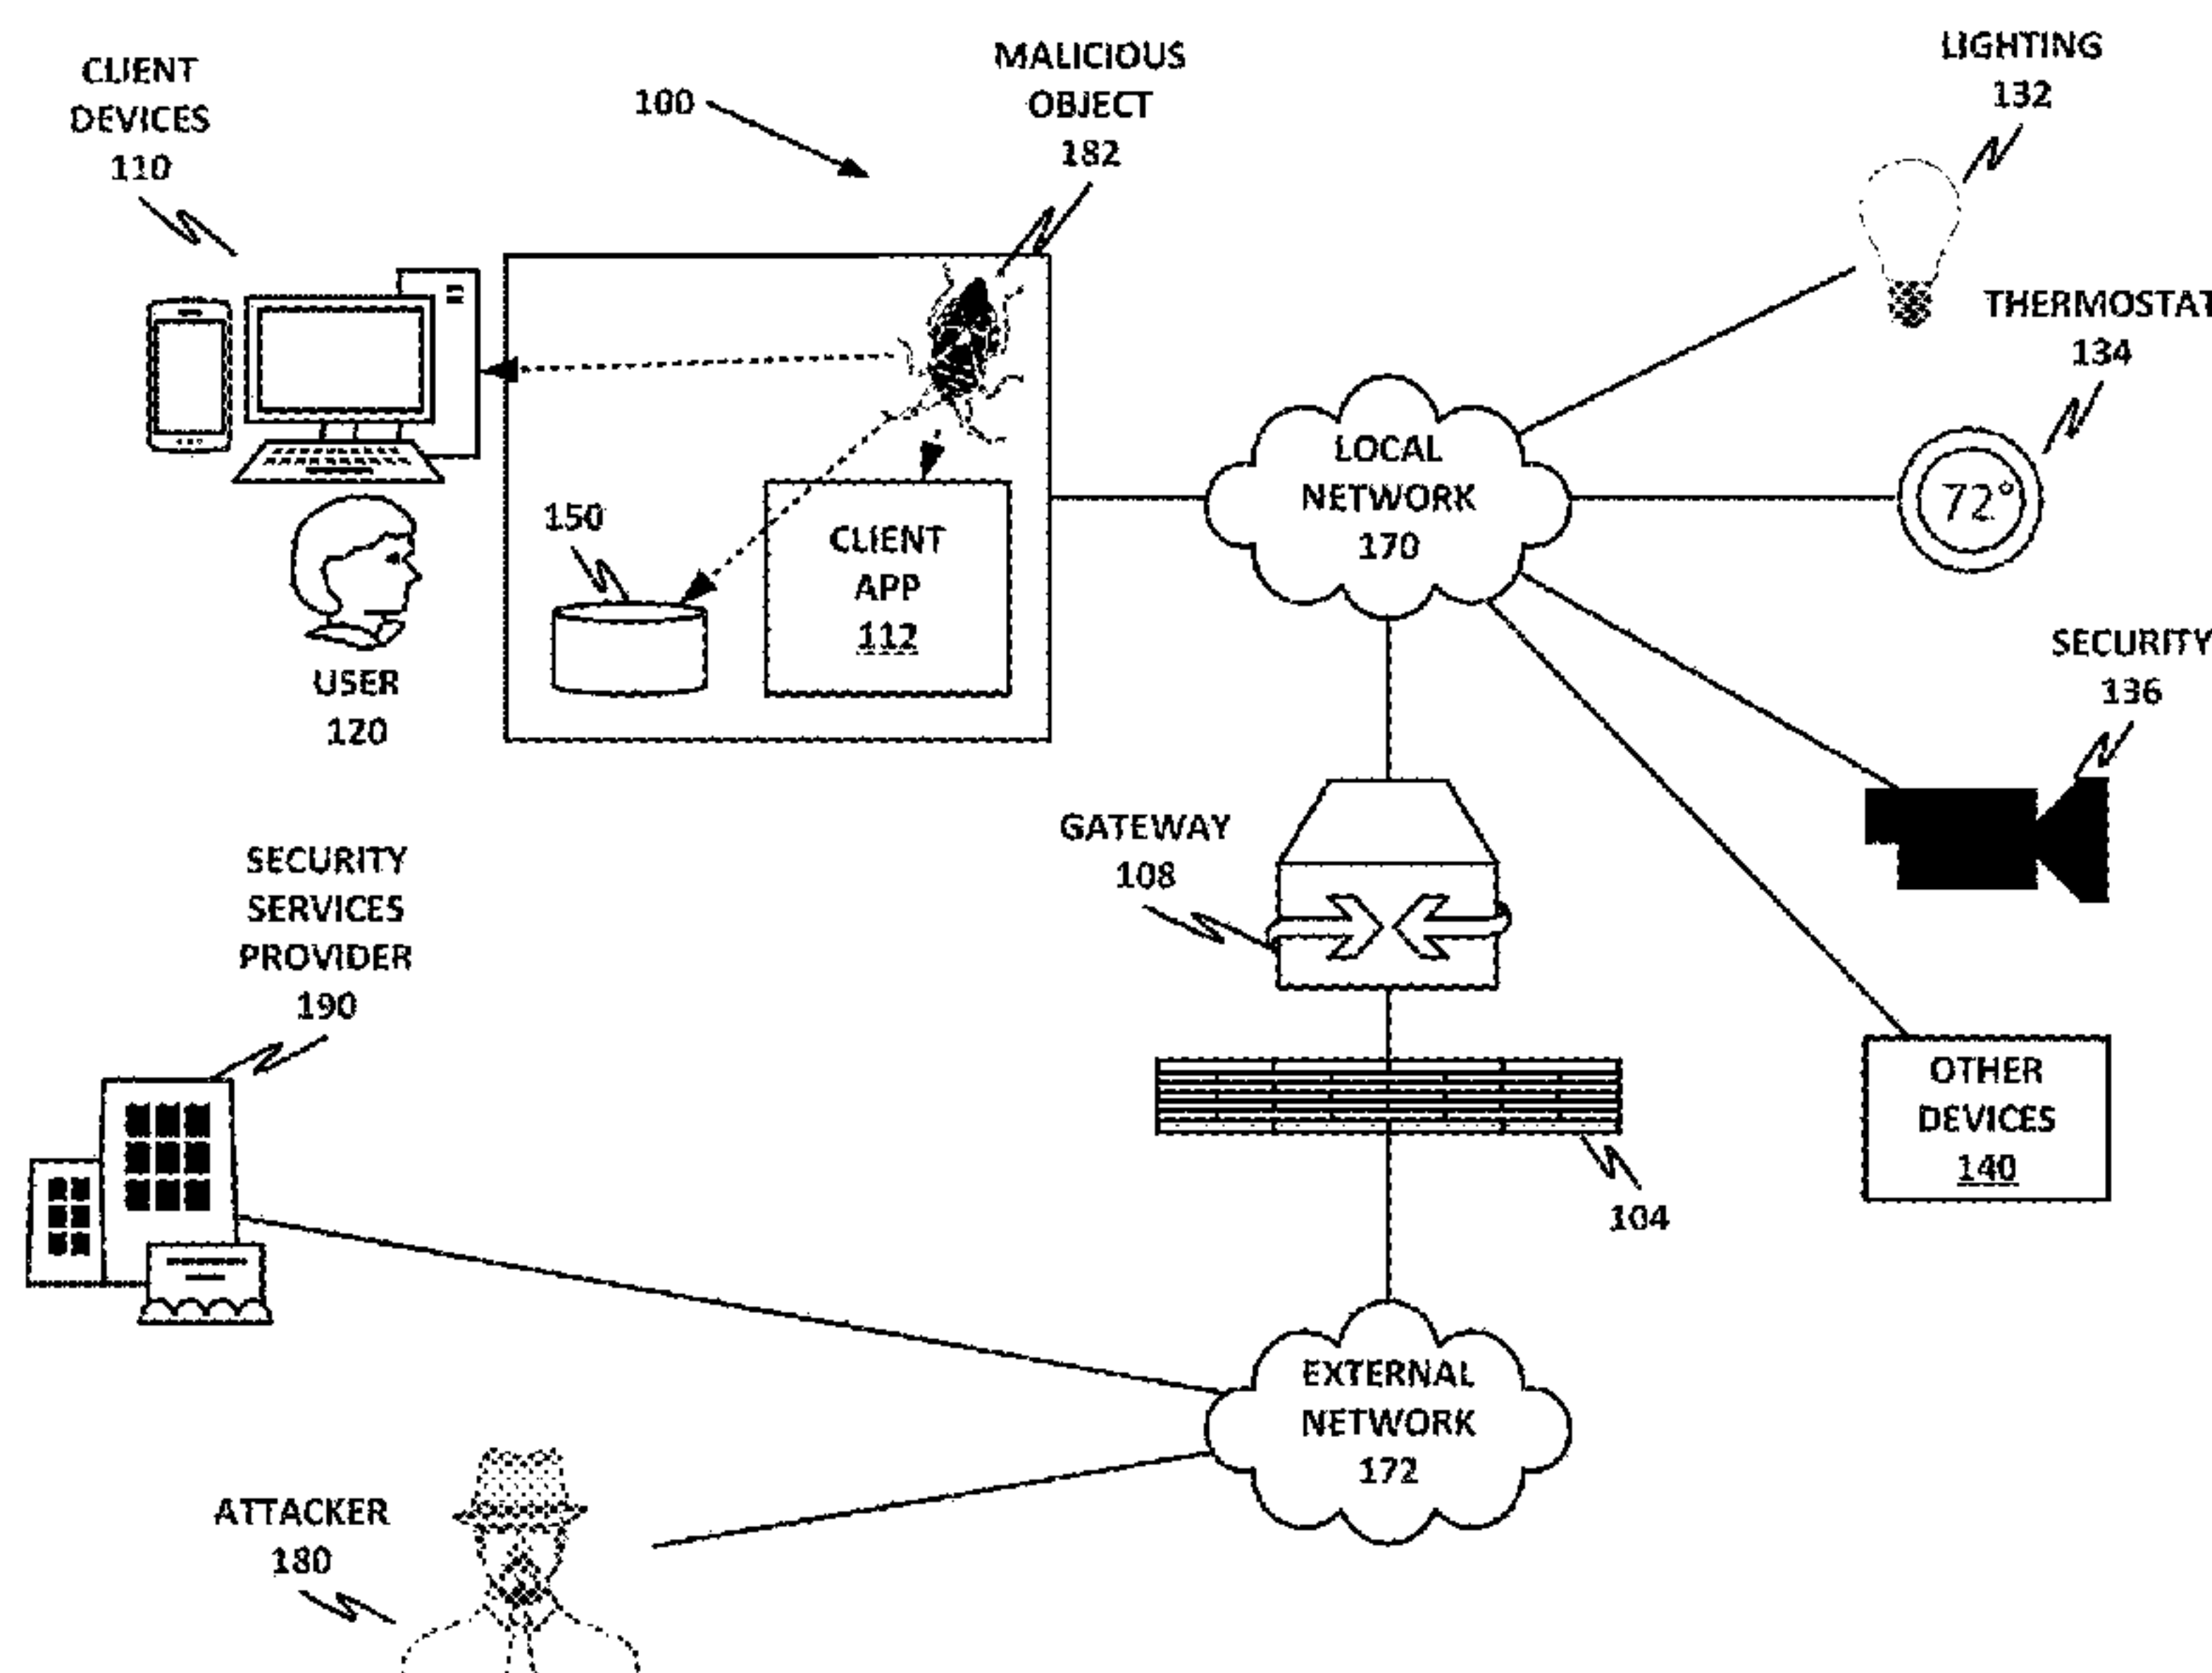 CLIENT
DEVICES
110
100
MALICIOUS
OBJECT
182
LIGHTING
132
THERMOSTAT
134
72°
LOCAL
NETWORK
170
150
CLIENT
APP
112
USER
120
SECURITY
136
GATEWAY
108
SECURITY
SERVICES
PROVIDER
190
OTHER
DEVICES
140
104
EXTERNAL
NETWORK
172
ATTACKER
180